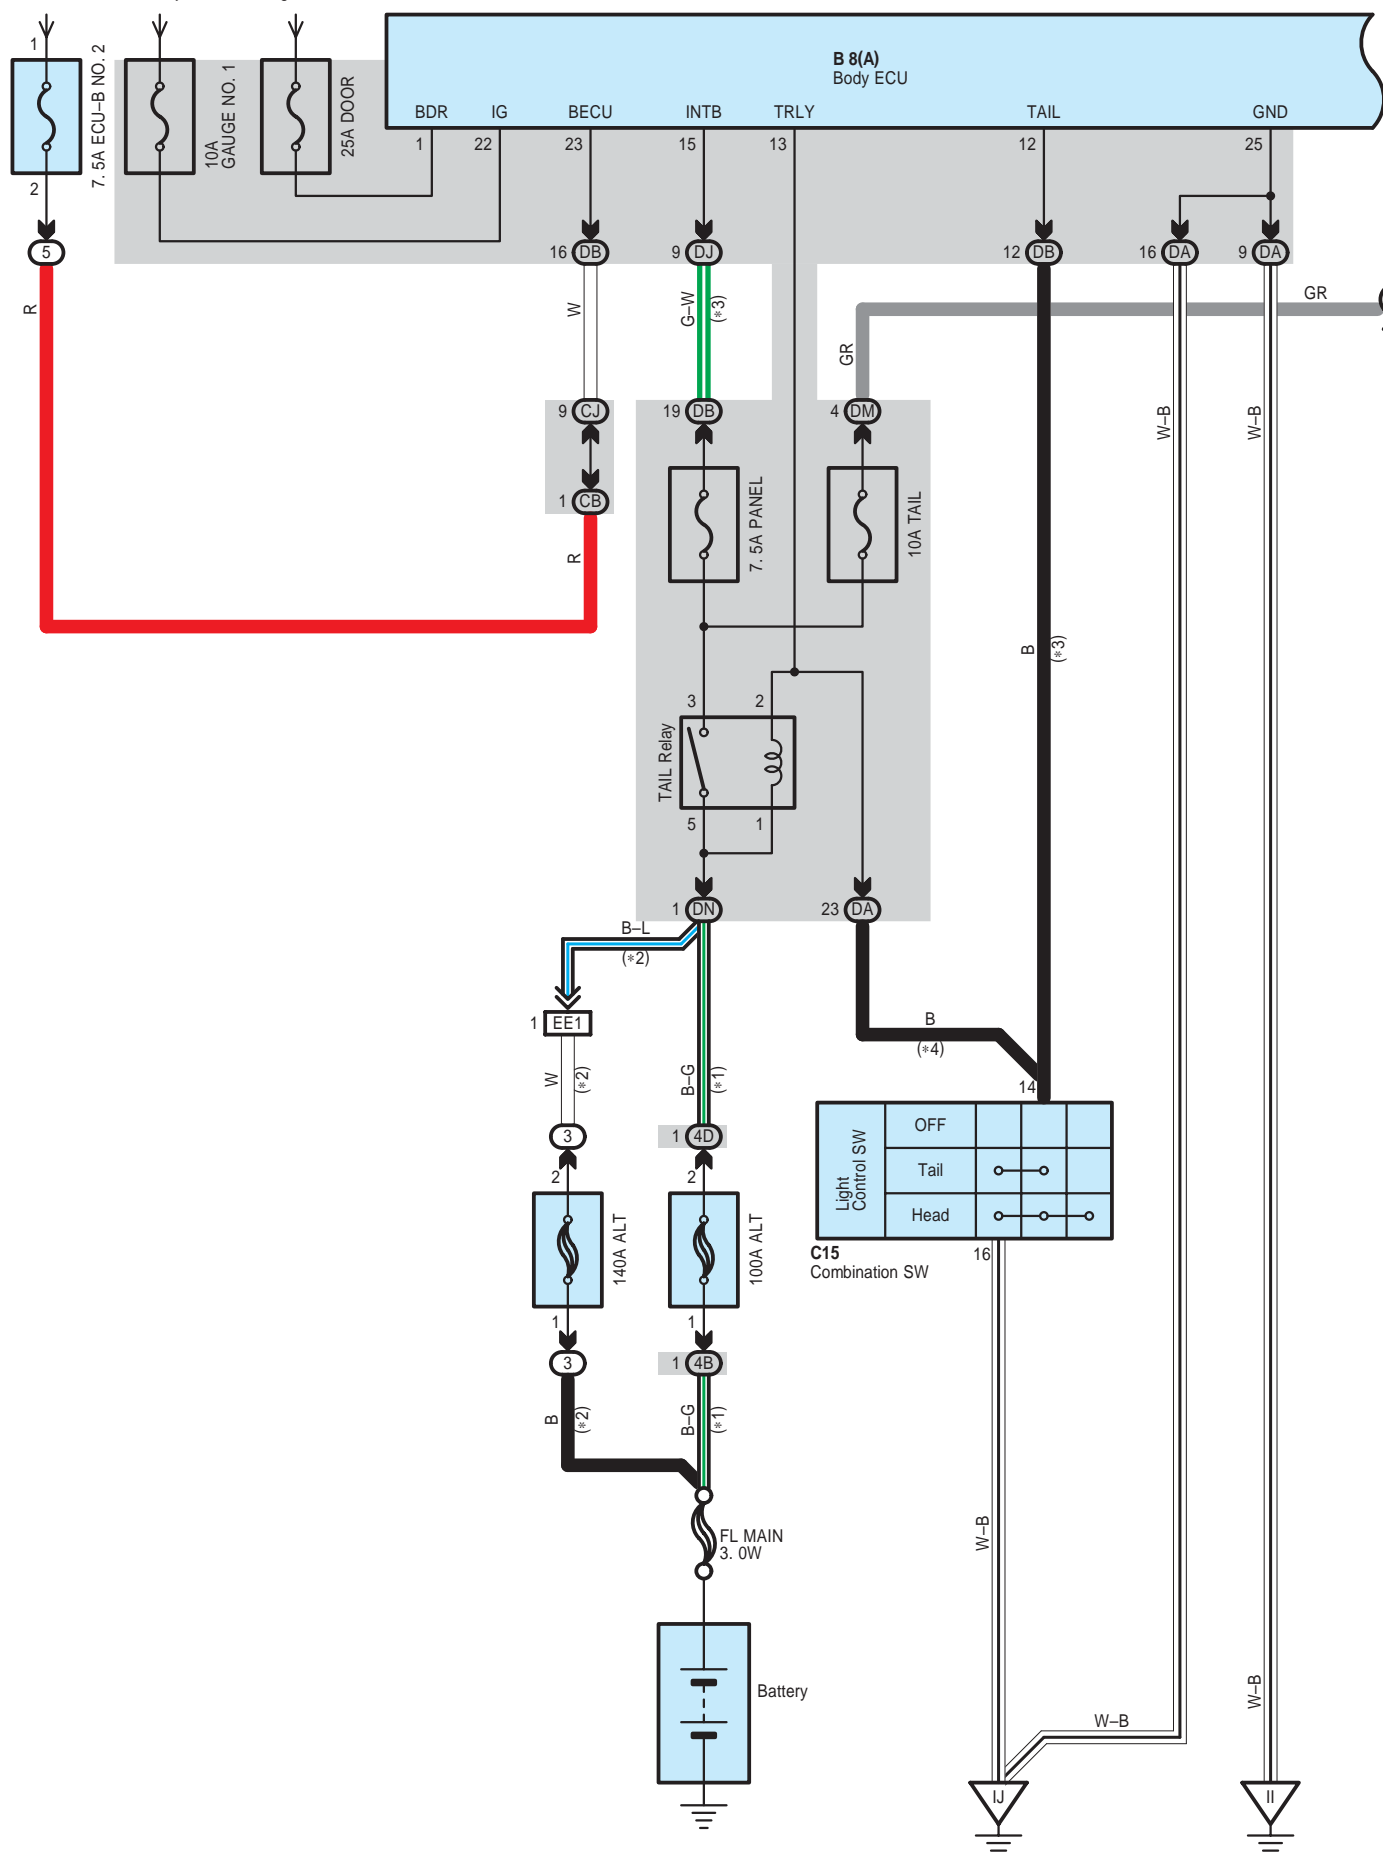 B 8(A)
Body ECU
BDR
IG
BECU
INTB
TRLY
TAIL
GND
1
22
23
15
13
12
25
1
2
7. 5A ECU–B NO. 2
10A
GAUGE NO. 1
25A DOOR
5
16 DB
9 DJ
12 DB
16 DA
9 DA
R
W
G–W
(*3)
GR
GR
W–B
W–B
9 CJ
19 DB
4 DM
1 CB
7. 5A PANEL
10A TAIL
R
B
(*3)
3
2
TAIL Relay
5
1
1 DN
23 DA
B–L
(*2)
1 EE1
B
(*4)
W
(*2)
B–G
(*1)
14
3
1 4D
2
2
140A ALT
100A ALT
Light
Control SW
OFF
Tail
Head
C15
Combination SW
16
1
1
3
1 4B
B
(*2)
B–G
(*1)
FL MAIN
3. 0W
W–B
Battery
W–B
W–B
IJ
II